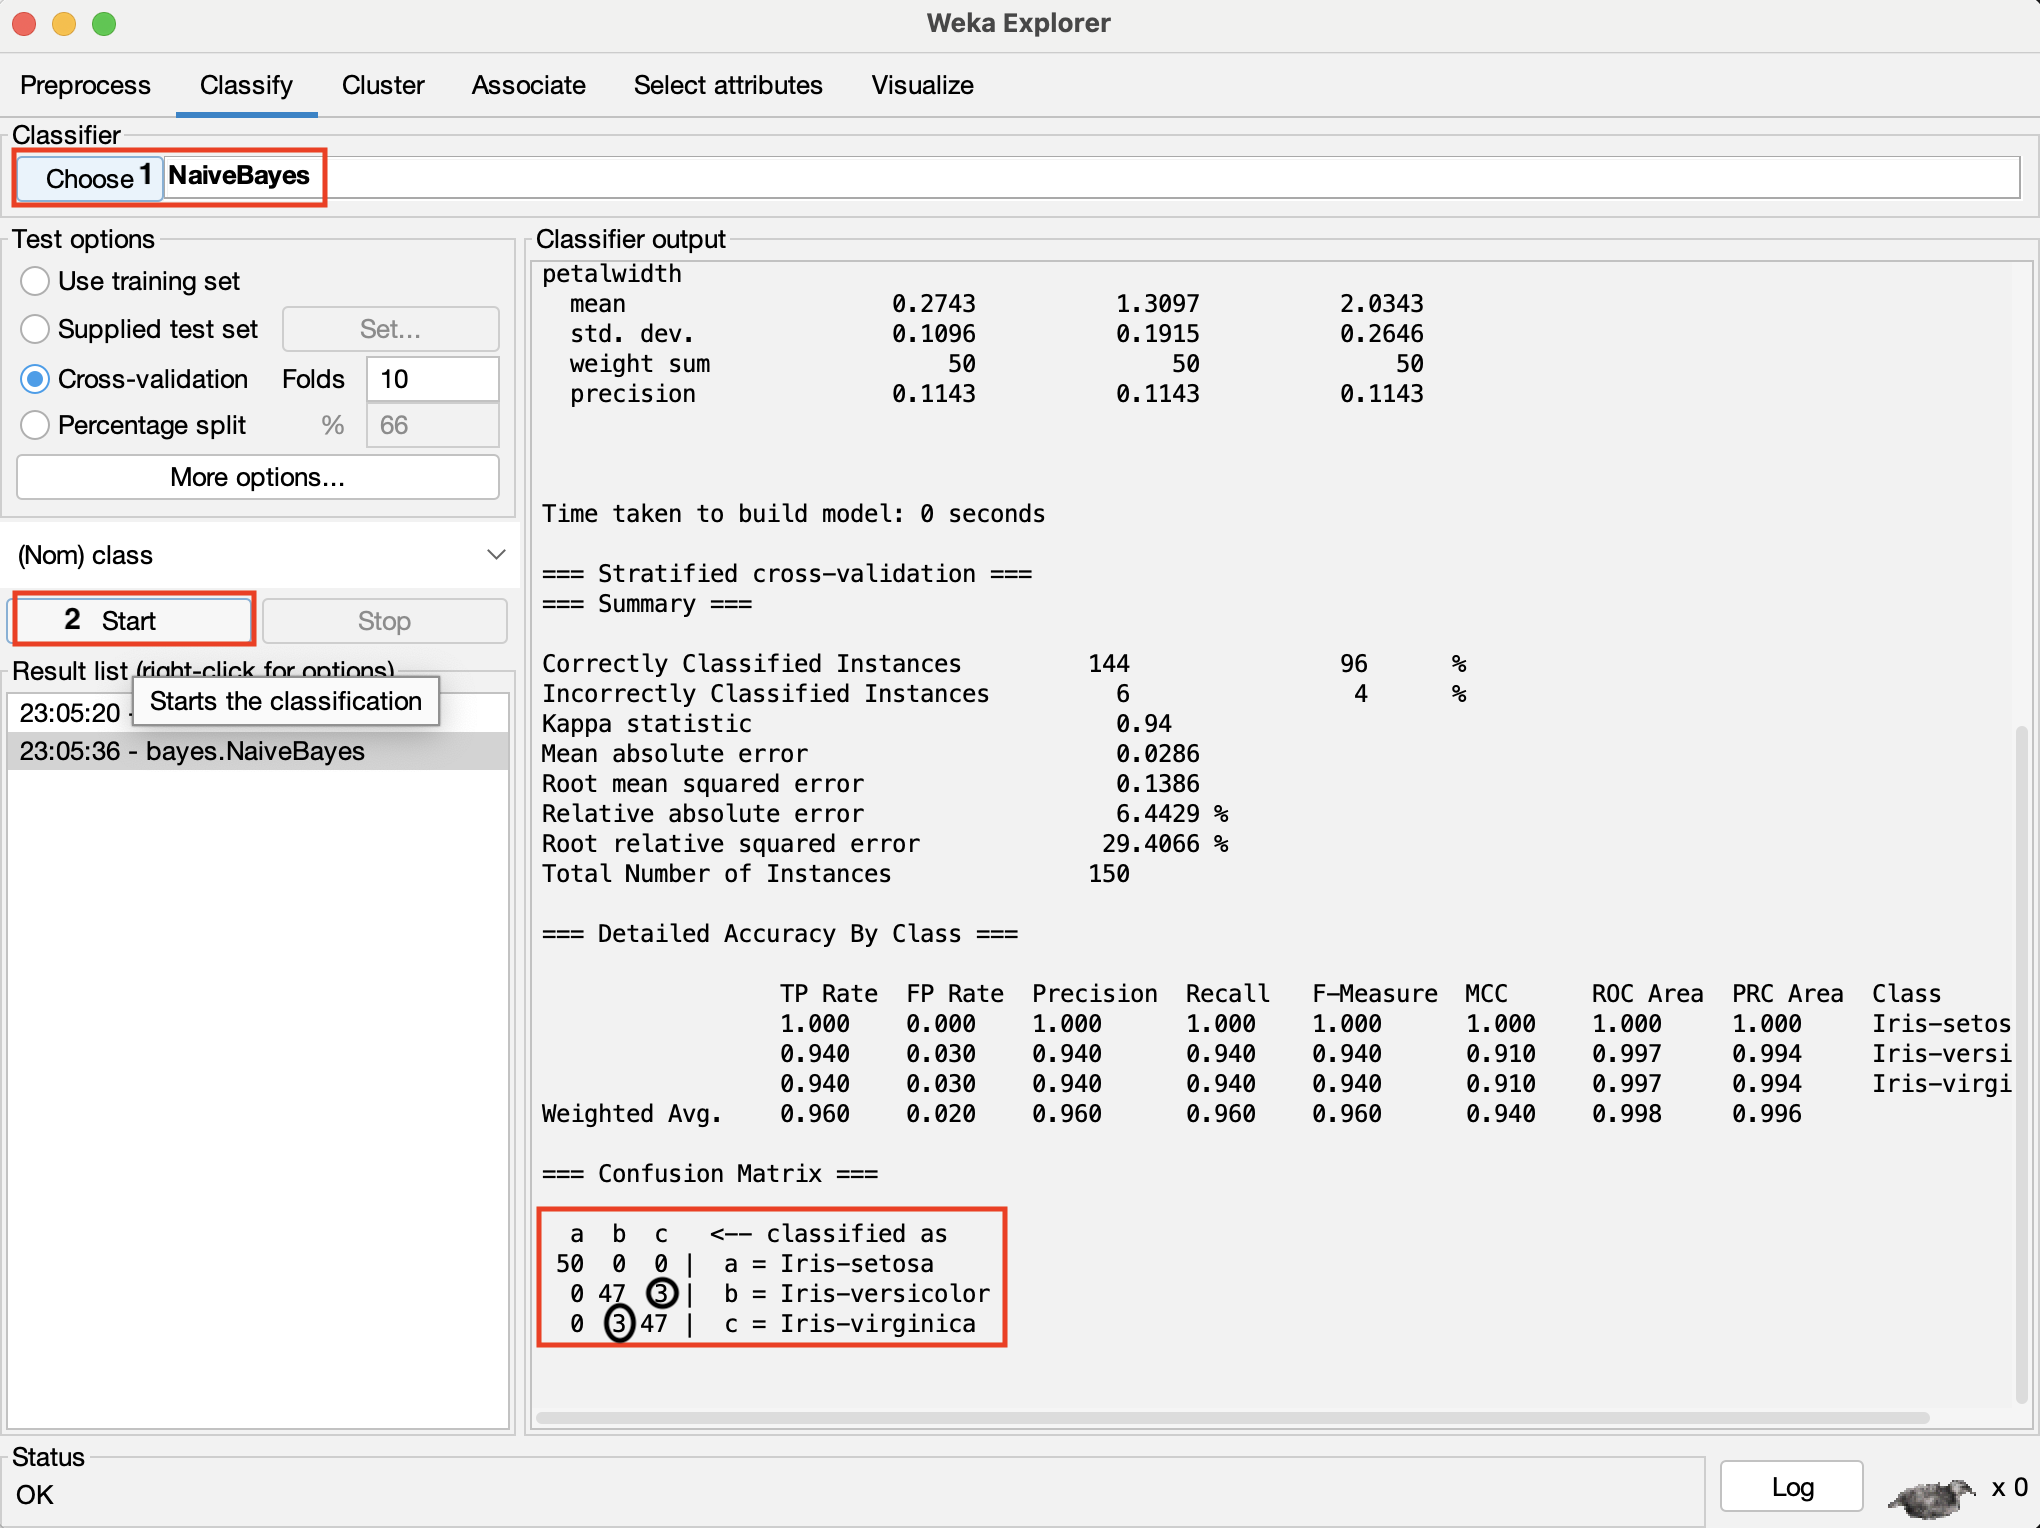 Weka Explorer
Preprocess Classify Cluster Associate Select attributes Visualize
Classifier
Choose 1 NaiveBayes
Test options
Use training set
Supplied test set Set...
Cross-validation Folds 10
Percentage split % 66
More options...
(Nom) class
2 Start Stop
Result list (right-click for options)
Starts the classification
23:05:20 -
23:05:36 - bayes.NaiveBayes
Classifier output
petalwidth
mean 0.2743 1.3097 2.0343
std. dev. 0.1096 0.1915 0.2646
weight sum 50 50 50
precision 0.1143 0.1143 0.1143
Time taken to build model: 0 seconds
=== Stratified cross-validation ===
=== Summary ===
Correctly Classified Instances 144 96 %
Incorrectly Classified Instances 6 4 %
Kappa statistic 0.94
Mean absolute error 0.0286
Root mean squared error 0.1386
Relative absolute error 6.4429 %
Root relative squared error 29.4066 %
Total Number of Instances 150
=== Detailed Accuracy By Class ===
TP Rate FP Rate Precision Recall F-Measure MCC ROC Area PRC Area Class
1.000 0.000 1.000 1.000 1.000 1.000 1.000 1.000 Iris-setos
0.940 0.030 0.940 0.940 0.940 0.910 0.997 0.994 Iris-versi
0.940 0.030 0.940 0.940 0.940 0.910 0.997 0.994 Iris-virgi
Weighted Avg. 0.960 0.020 0.960 0.960 0.960 0.940 0.998 0.996
=== Confusion Matrix ===
a b c <-- classified as
50 0 0 | a = Iris-setosa
0 47 3 | b = Iris-versicolor
0 3 47 | c = Iris-virginica
Status
OK
Log x 0